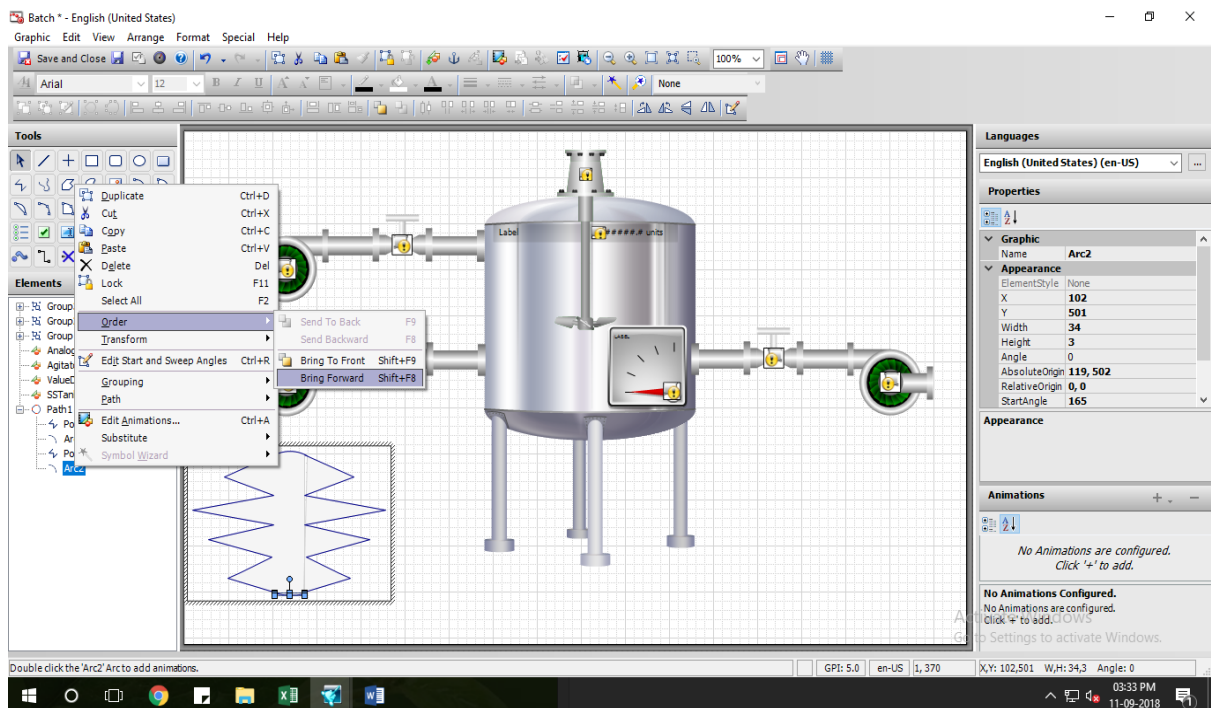 Batch * - English (United States)
Graphic Edit View Arrange Format Special Help
Save and Close 100%
Arial 12 B I U A A A None
Tools
Elements
Group
Group
Group
Analog
Agitat
SSTan
Path1
Po
Ar
Po
Arc2
Duplicate Ctrl+D
Cut Ctrl+X
Copy Ctrl+C
Paste Ctrl+V
Delete Del
Lock F11
Select All F2
Order
Transform
Edit Start and Sweep Angles Ctrl+R
Grouping
Path
Edit Animations... Ctrl+A
Substitute
Symbol Wizard
Send To Back F9
Send Backward F8
Bring To Front Shift+F9
Bring Forward Shift+F8
Label #####.# units
LABEL
Languages
English (United States) (en-US) ...
Properties
Graphic
Name Arc2
Appearance
ElementStyle None
X 102
Y 501
Width 34
Height 3
Angle 0
AbsoluteOrigin 119, 502
RelativeOrigin 0, 0
StartAngle 165
Appearance
Animations
No Animations are configured.
Click '+' to add.
No Animations Configured.
No Animations are configured.
Click '+' to add.
Activate Windows
Go to Settings to activate Windows.
Double click the 'Arc2' Arc to add animations.
GPI: 5.0 en-US 1, 370 X,Y: 102,501 W,H: 34,3 Angle: 0
03:33 PM
11-09-2018
1